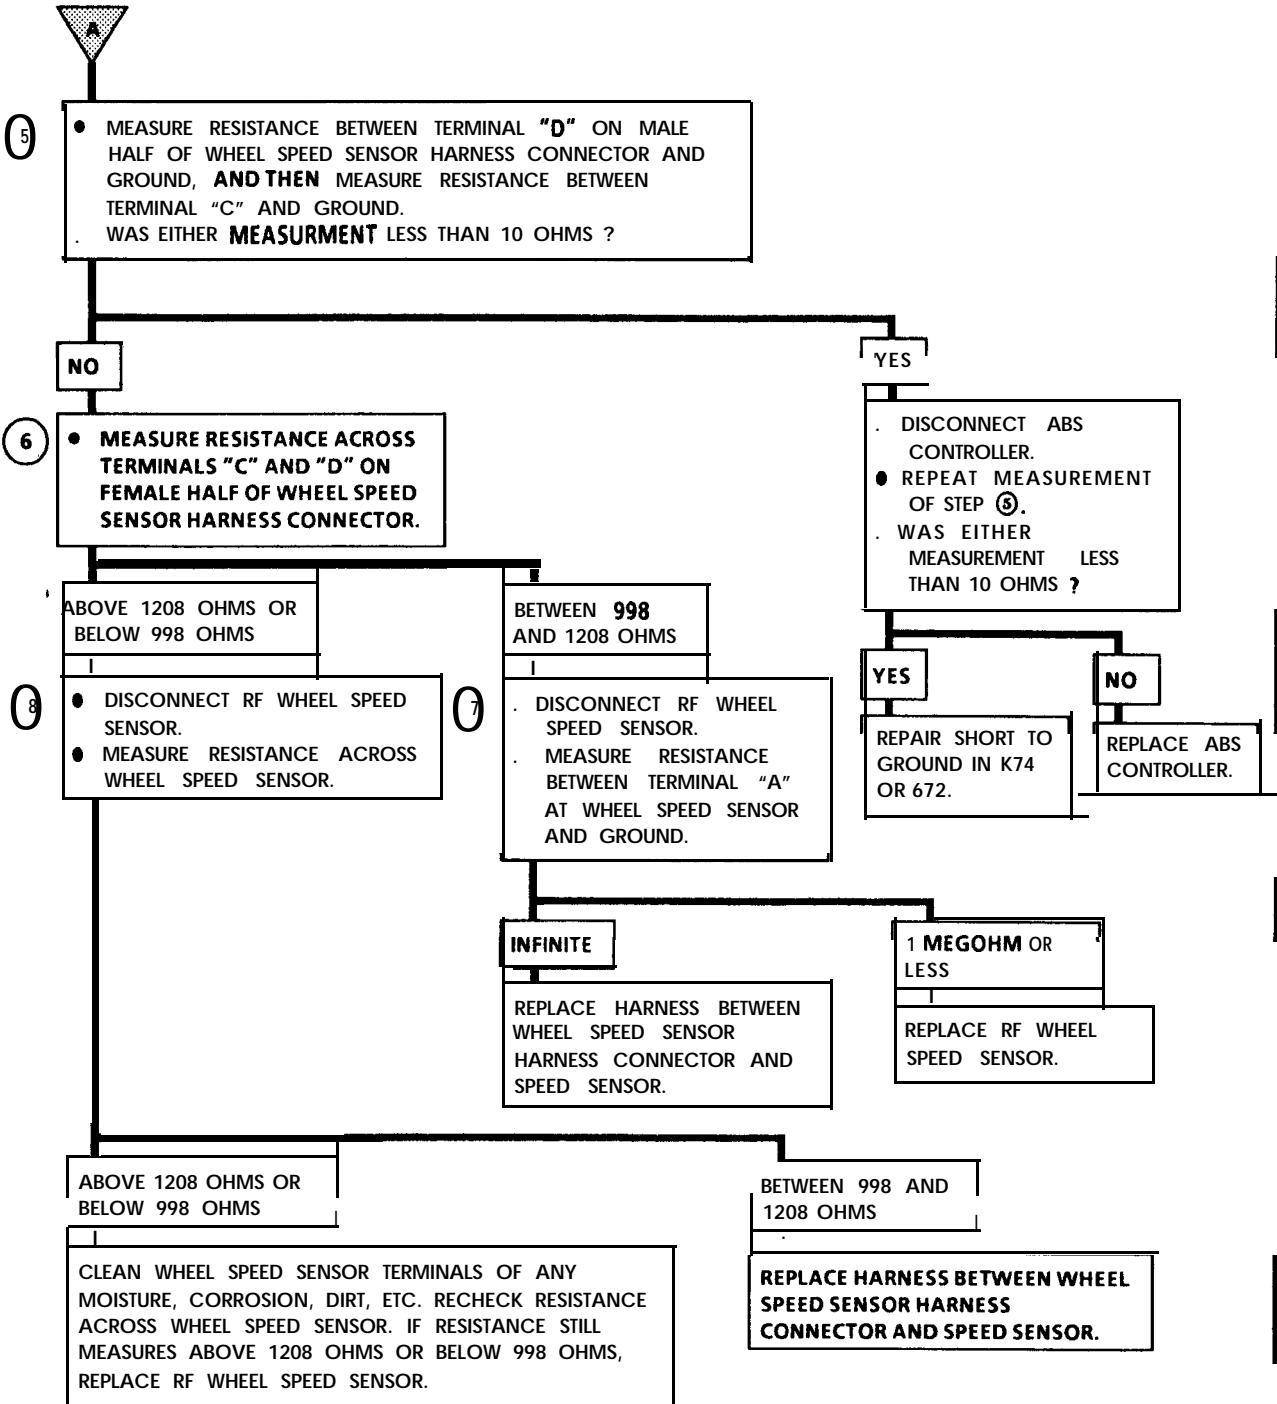 A
5
● MEASURE RESISTANCE BETWEEN TERMINAL "D" ON MALE
HALF OF WHEEL SPEED SENSOR HARNESS CONNECTOR AND
GROUND, AND THEN MEASURE RESISTANCE BETWEEN
TERMINAL "C" AND GROUND.
. WAS EITHER MEASURMENT LESS THAN 10 OHMS ?
NO
YES
6
● MEASURE RESISTANCE ACROSS
TERMINALS "C" AND "D" ON
FEMALE HALF OF WHEEL SPEED
SENSOR HARNESS CONNECTOR.
. DISCONNECT ABS
CONTROLLER.
● REPEAT MEASUREMENT
OF STEP ⑤.
. WAS EITHER
MEASUREMENT LESS
THAN 10 OHMS ?
ABOVE 1208 OHMS OR
BELOW 998 OHMS
BETWEEN 998
AND 1208 OHMS
YES
NO
8
● DISCONNECT RF WHEEL SPEED
SENSOR.
● MEASURE RESISTANCE ACROSS
WHEEL SPEED SENSOR.
7
. DISCONNECT RF WHEEL
SPEED SENSOR.
. MEASURE RESISTANCE
BETWEEN TERMINAL "A"
AT WHEEL SPEED SENSOR
AND GROUND.
REPAIR SHORT TO
GROUND IN K74
OR 672.
REPLACE ABS
CONTROLLER.
INFINITE
1 MEGOHM OR
LESS
REPLACE HARNESS BETWEEN
WHEEL SPEED SENSOR
HARNESS CONNECTOR AND
SPEED SENSOR.
REPLACE RF WHEEL
SPEED SENSOR.
ABOVE 1208 OHMS OR
BELOW 998 OHMS
BETWEEN 998 AND
1208 OHMS
CLEAN WHEEL SPEED SENSOR TERMINALS OF ANY
MOISTURE, CORROSION, DIRT, ETC. RECHECK RESISTANCE
ACROSS WHEEL SPEED SENSOR. IF RESISTANCE STILL
MEASURES ABOVE 1208 OHMS OR BELOW 998 OHMS,
REPLACE RF WHEEL SPEED SENSOR.
REPLACE HARNESS BETWEEN WHEEL
SPEED SENSOR HARNESS
CONNECTOR AND SPEED SENSOR.